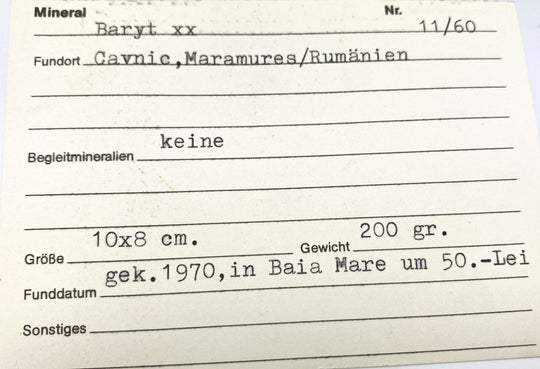 Mineral Baryt xx Nr. 11/60
Fundort Cavnic,Maramures/Rumänien
Begleitmineralien keine
Größe 10x8 cm. Gewicht 200 gr.
Funddatum gek.1970,in Baia Mare um 50.-Lei
Sonstiges